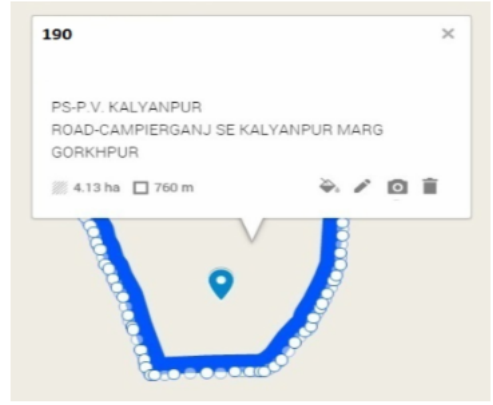 190
PS-P.V. KALYANPUR
ROAD-CAMPIERGANJ SE KALYANPUR MARG
GORKHPUR
4.13 ha 760 m